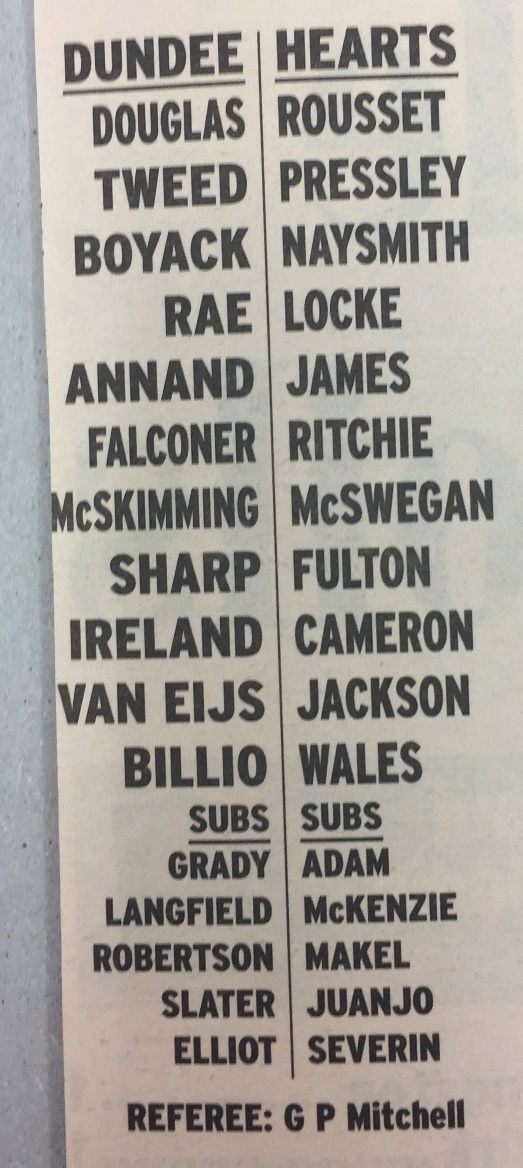 DUNDEE HEARTS
DOUGLAS ROUSSET
TWEED PRESSLEY
BOYACK NAYSMITH
RAE LOCKE
ANNAND JAMES
FALCONER RITCHIE
McSKIMMING McSWEGAN
SHARP FULTON
IRELAND CAMERON
VAN EIJS JACKSON
BILLIO WALES
SUBS SUBS
GRADY ADAM
LANGFIELD McKENZIE
ROBERTSON MAKEL
SLATER JUANJO
ELLIOT SEVERIN
REFEREE: G P Mitchell